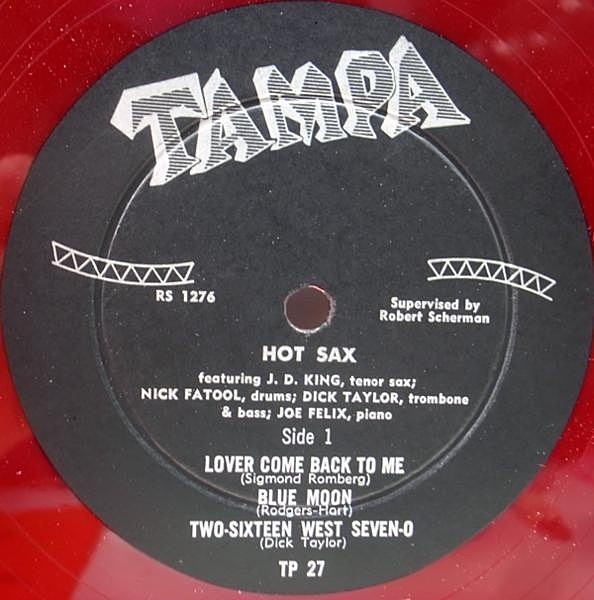 TAMPA
RS 1276
Supervised by
Robert Scherman
HOT SAX
featuring J. D. KING, tenor sax;
NICK FATOOL, drums; DICK TAYLOR, trombone
& bass; JOE FELIX, piano
Side 1
LOVER COME BACK TO ME
(Sigmond Romberg)
BLUE MOON
(Rodgers-Hart)
TWO-SIXTEEN WEST SEVEN-O
(Dick Taylor)
TP 27